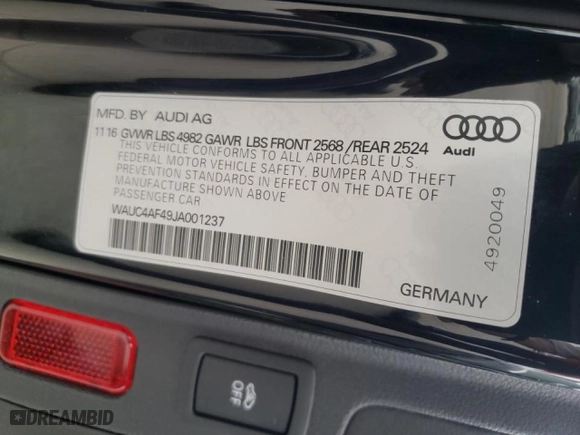 MFD. BY AUDI AG
11 16 GVWR LBS 4982 GAWR LBS FRONT 2568 /REAR 2524
THIS VEHICLE CONFORMS TO ALL APPLICABLE U.S.
FEDERAL MOTOR VEHICLE SAFETY, BUMPER AND THEFT
PREVENTION STANDARDS IN EFFECT ON THE DATE OF
MANUFACTURE SHOWN ABOVE
PASSENGER CAR
WAUC4AF49JA001237
Audi
4920049
GERMANY
OFF
DREAMBID